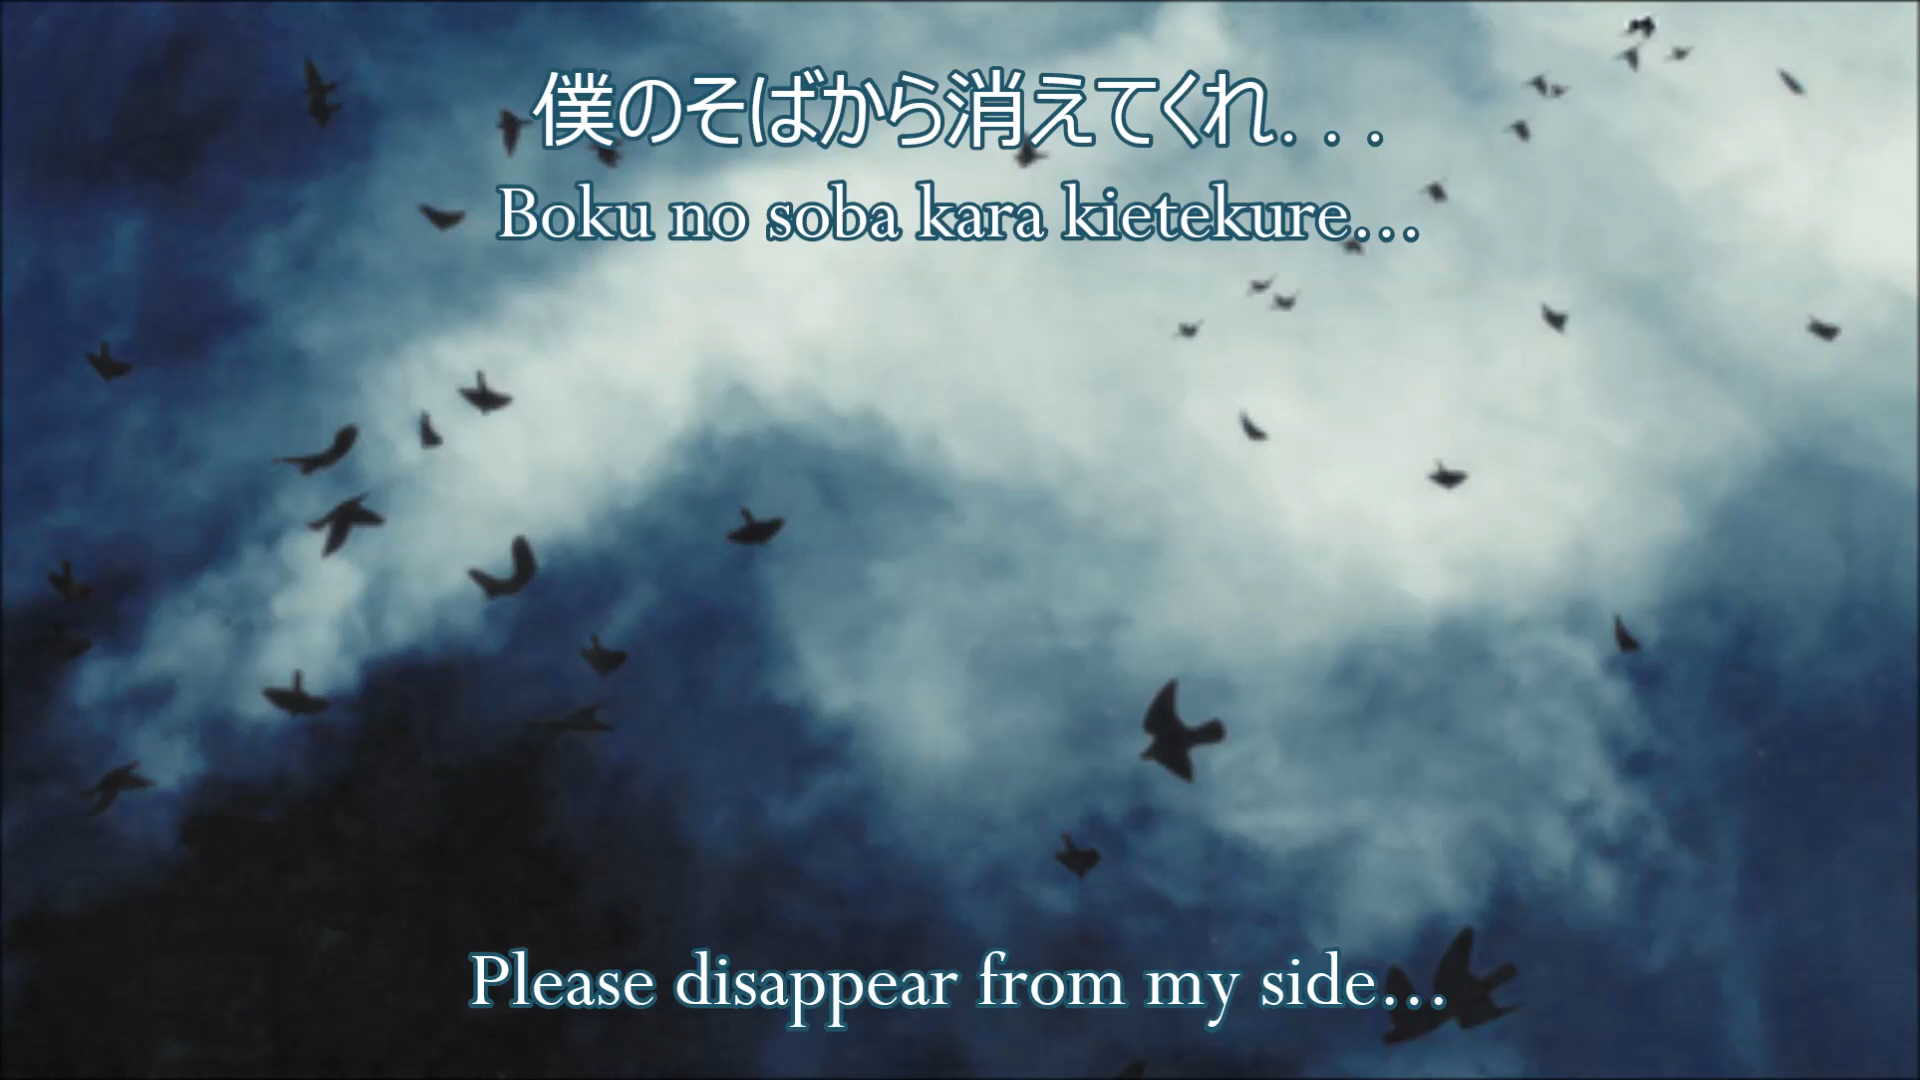 僕のそばから消えてくれ...
Boku no soba kara kietekure...
Please disappear from my side...